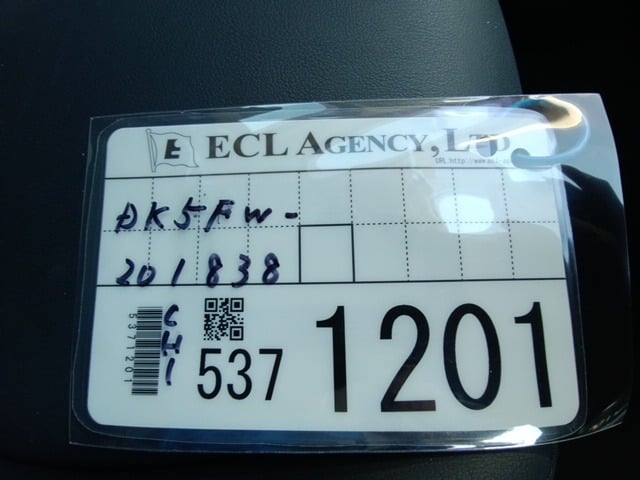 E ECL AGENCY, LTD.
DK5FW-
201838
5371201
CHI
537 1201